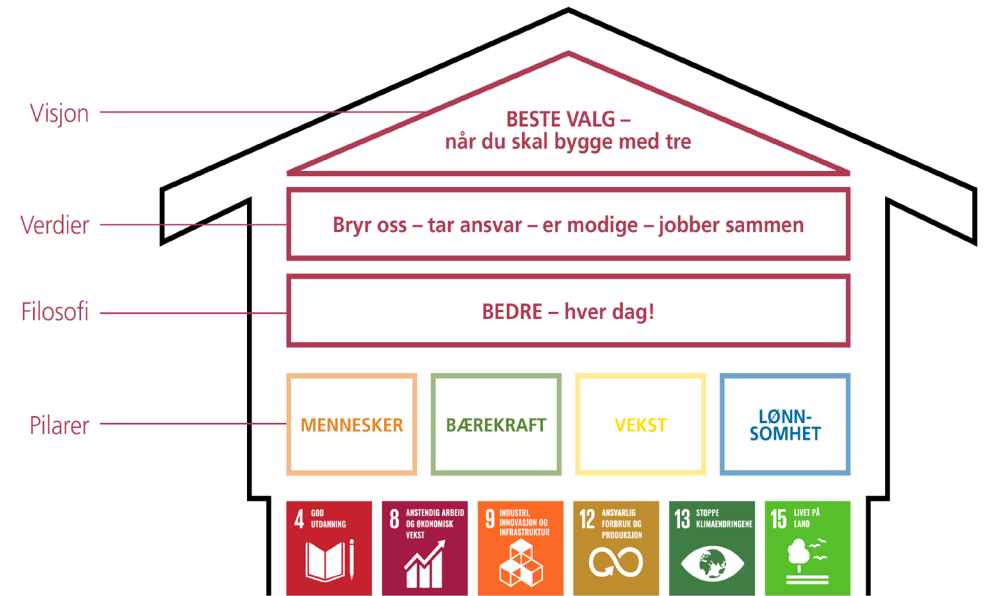 Visjon
BESTE VALG –
når du skal bygge med tre
Verdier
Bryr oss – tar ansvar – er modige – jobber sammen
Filosofi
BEDRE – hver dag!
Pilarer
MENNESKER
BÆREKRAFT
VEKST
LØNN-
SOMHET
4 GOD
UTDANNING
8 ANSTENDIG ARBEID
OG ØKONOMISK
VEKST
9 INDUSTRI,
INNOVASJON OG
INFRASTRUKTUR
12 ANSVARLIG
FORBRUK OG
PRODUKSJON
13 STOPPE
KLIMAENDRINGENE
15 LIVET PÅ
LAND